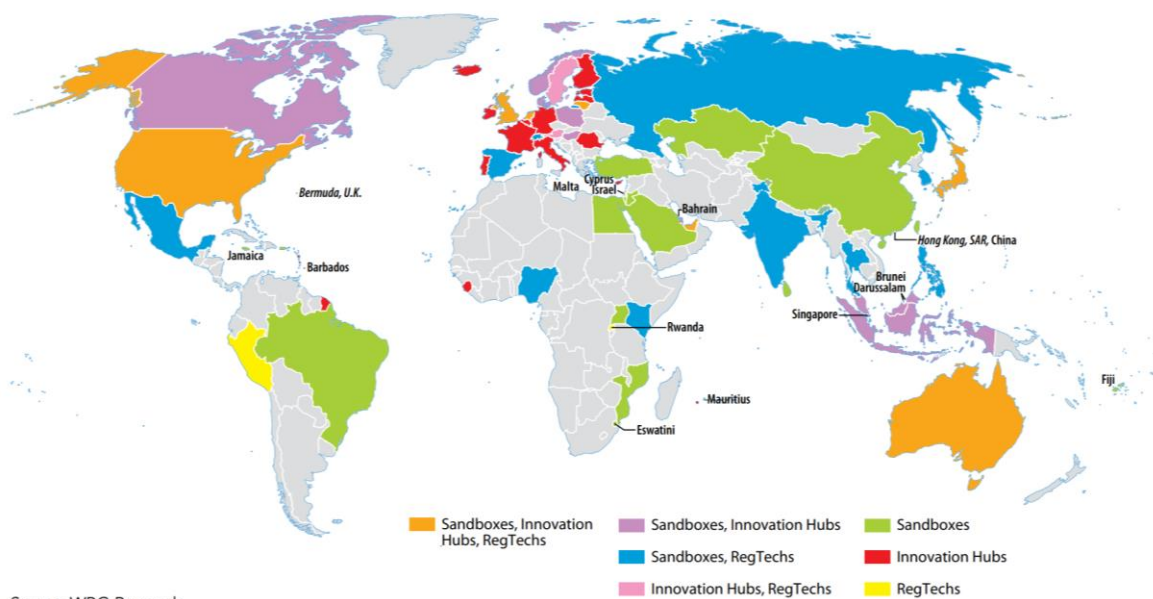 Bermuda, U.K.
Malta
Cyprus
Israel
Bahrain
Hong Kong, SAR, China
Jamaica
Barbados
Brunei
Darussalam
Singapore
Rwanda
Fiji
Mauritius
Eswatini
Sandboxes, Innovation
Hubs, RegTechs
Sandboxes, Innovation Hubs
Sandboxes, RegTechs
Innovation Hubs, RegTechs
Sandboxes
Innovation Hubs
RegTechs